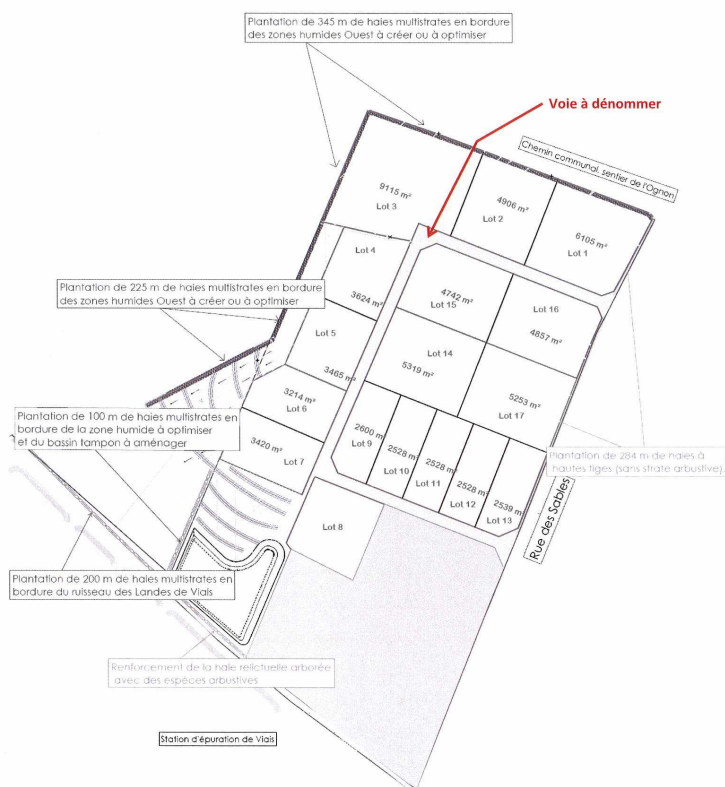 Plantation de 345 m de haies multistrates en bordure
des zones humides Ouest à créer ou à optimiser
Voie à dénommer
Chemin communal, sentier de l'Ognon
9115 m²
Lot 3
4906 m²
Lot 2
6105 m²
Lot 1
Lot 4
3624 m²
Plantation de 225 m de haies multistrates en bordure
des zones humides Ouest à créer ou à optimiser
4742 m²
Lot 15
Lot 16
4857 m²
Lot 5
3465 m²
Lot 14
5319 m²
5253 m²
Lot 17
3214 m²
Lot 6
Plantation de 100 m de haies multistrates en
bordure de la zone humide à optimiser
et du bassin tampon à aménager
3420 m²
Lot 7
2600 m²
Lot 9
2528 m²
Lot 10
2528 m²
Lot 11
2528 m²
Lot 12
2539 m²
Lot 13
Plantation de 284 m de haies à
hautes tiges (sans strate arbustive).
Rue des Sables
Lot 8
Plantation de 200 m de haies multistrates en
bordure du ruisseau des Landes de Viais
Renforcement de la haie relictuelle arborée
avec des espèces arbustives
Station d'épuration de Viais